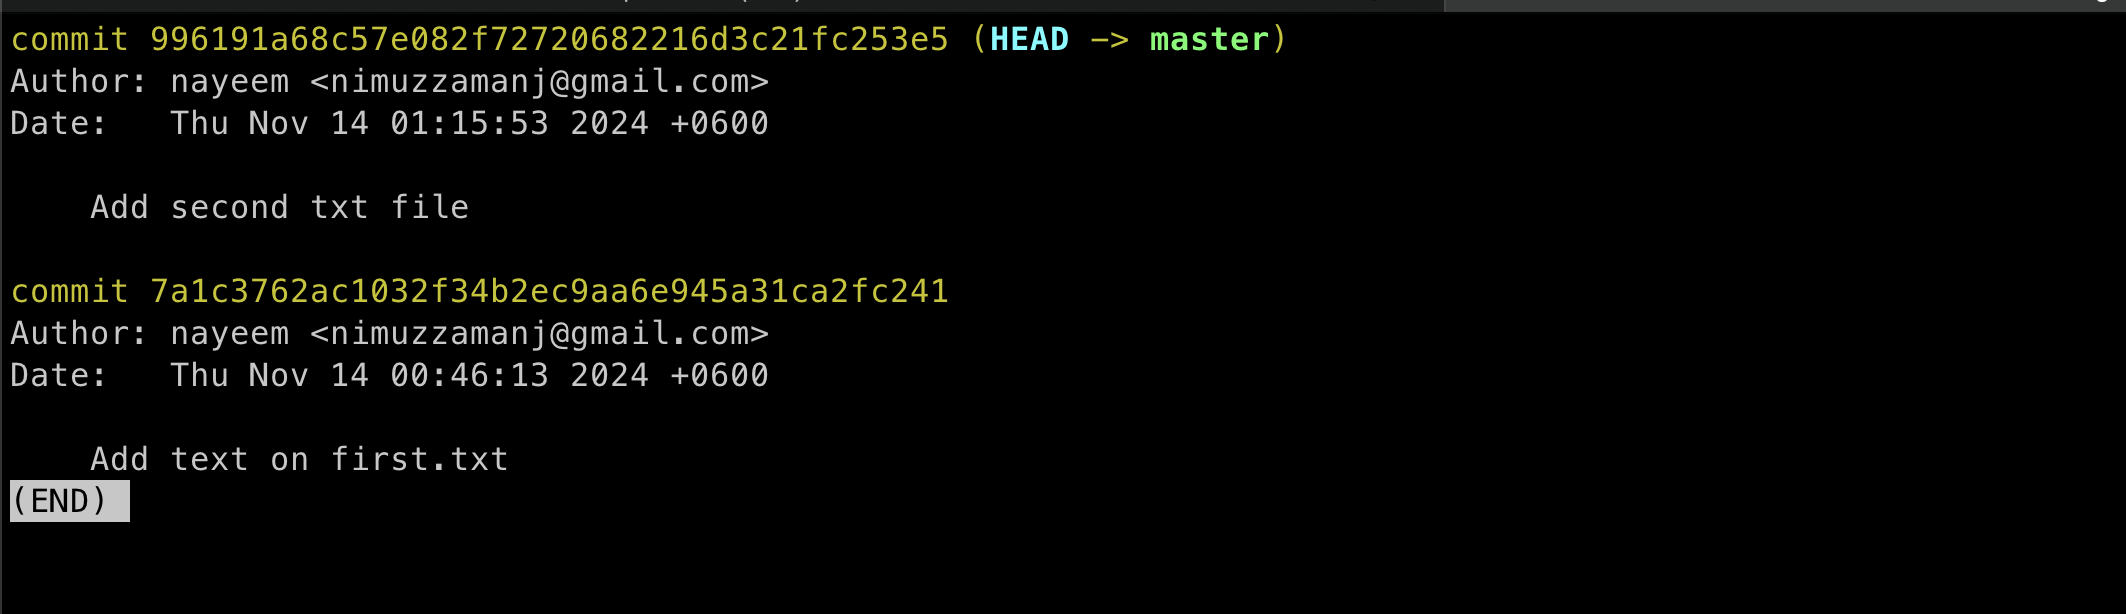 commit 996191a68c57e082f72720682216d3c21fc253e5 (HEAD -> master)
Author: nayeem <nimuzzamanj@gmail.com>
Date:   Thu Nov 14 01:15:53 2024 +0600
    Add second txt file
commit 7a1c3762ac1032f34b2ec9aa6e945a31ca2fc241
Author: nayeem <nimuzzamanj@gmail.com>
Date:   Thu Nov 14 00:46:13 2024 +0600
    Add text on first.txt
(END)